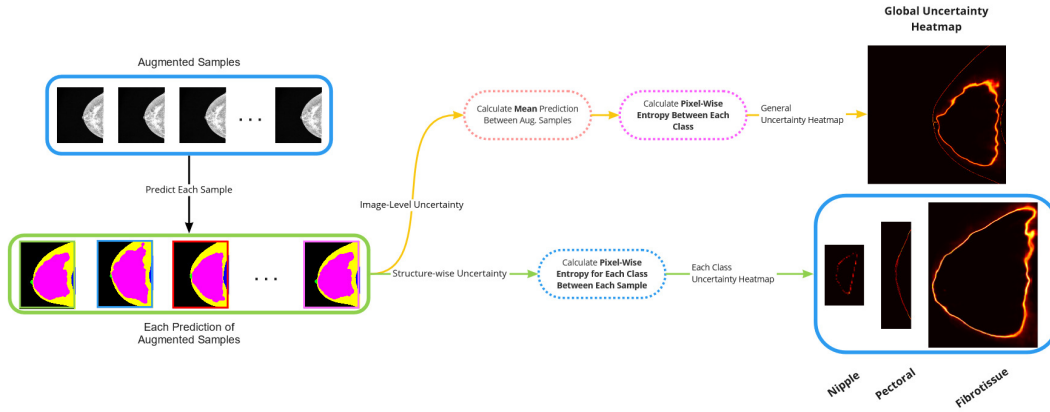 Global Uncertainty
Heatmap
Augmented Samples
. . .
Calculate Mean Prediction
Between Aug. Samples
Calculate Pixel-Wise
Entropy Between Each
Class
General
Uncertainty Heatmap
Predict Each Sample
Image-Level Uncertainty
. . .
Structure-wise Uncertainty
Calculate Pixel-Wise
Entropy for Each Class
Between Each Sample
Each Class
Uncertainty Heatmap
Each Prediction of
Augmented Samples
Nipple
Pectoral
Fibrotissue